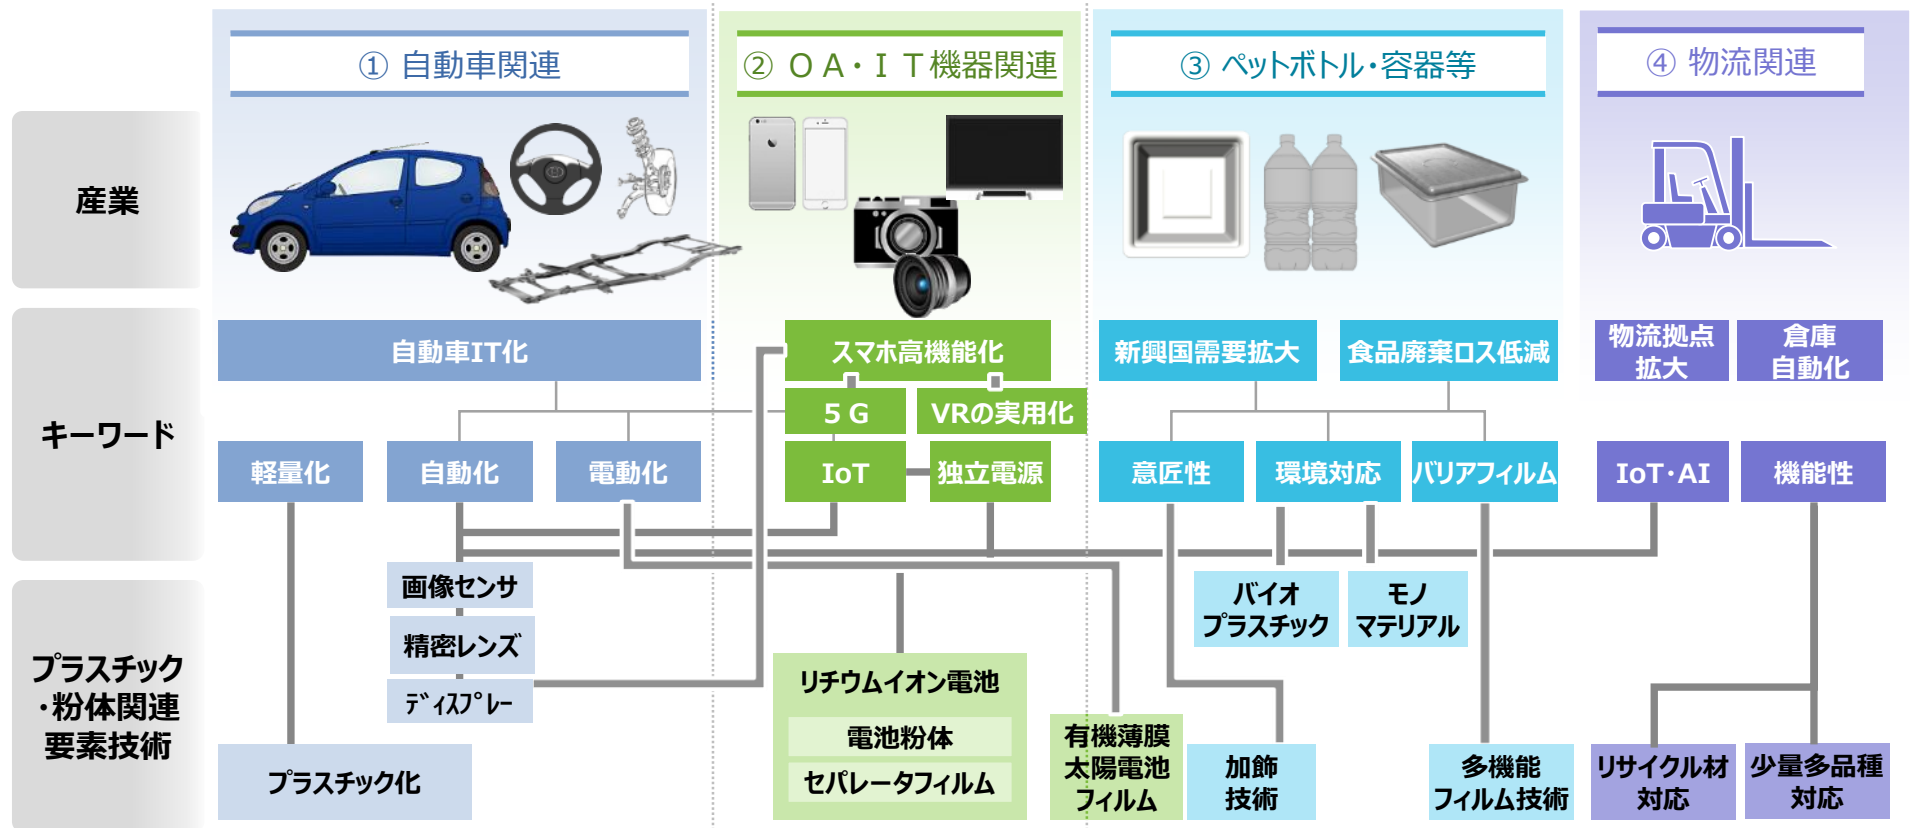 ① 自動車関連
② ＯＡ・ＩＴ機器関連
③ ペットボトル・容器等
④ 物流関連
産業
キーワード
自動車IT化
スマホ高機能化
新興国需要拡大
食品廃棄ロス低減
物流拠点
拡大
倉庫
自動化
５Ｇ
VRの実用化
軽量化
自動化
電動化
IoT
独立電源
意匠性
環境対応
バリアフィルム
IoT・AI
機能性
プラスチック
・粉体関連
要素技術
画像センサ
精密レンズ
ﾃﾞｨｽﾌﾟﾚｰ
プラスチック化
リチウムイオン電池
電池粉体
セパレータフィルム
有機薄膜
太陽電池
フィルム
バイオ
プラスチック
モノ
マテリアル
加飾
技術
多機能
フィルム技術
リサイクル材
対応
少量多品種
対応